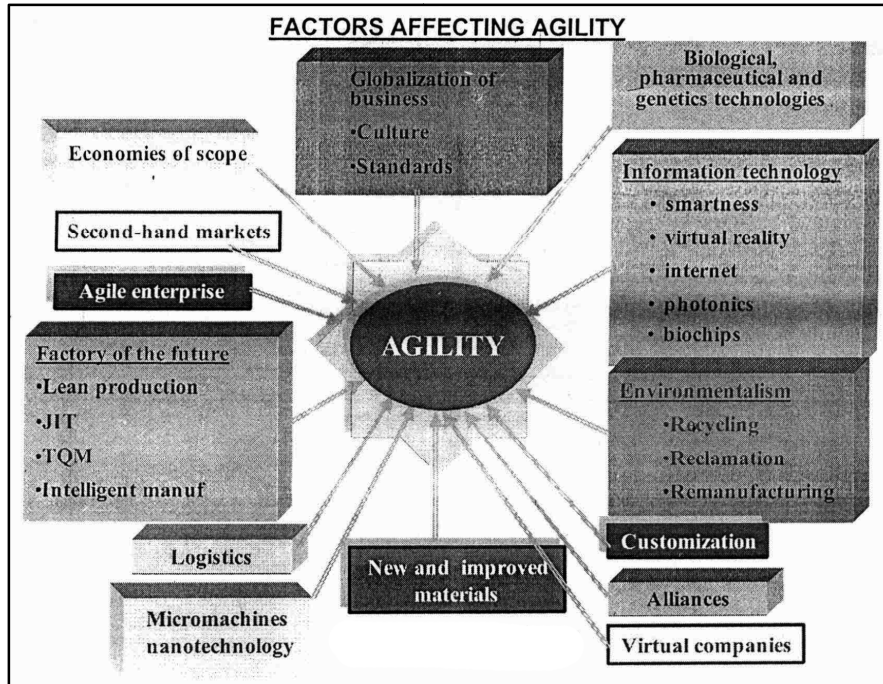 FACTORS AFFECTING AGILITY
Globalization of
business
•Culture
•Standards
Biological,
pharmaceutical and
genetics technologies
Economies of scope
Information technology
• smartness
• virtual reality
• internet
• photonics
• biochips
Second-hand markets
Agile enterprise
AGILITY
Factory of the future
•Lean production
•JIT
•TQM
•Intelligent manuf
Environmentalism
•Recycling
•Reclamation
•Remanufacturing
Logistics
New and improved
materials
Customization
Alliances
Micromachines
nanotechnology
Virtual companies